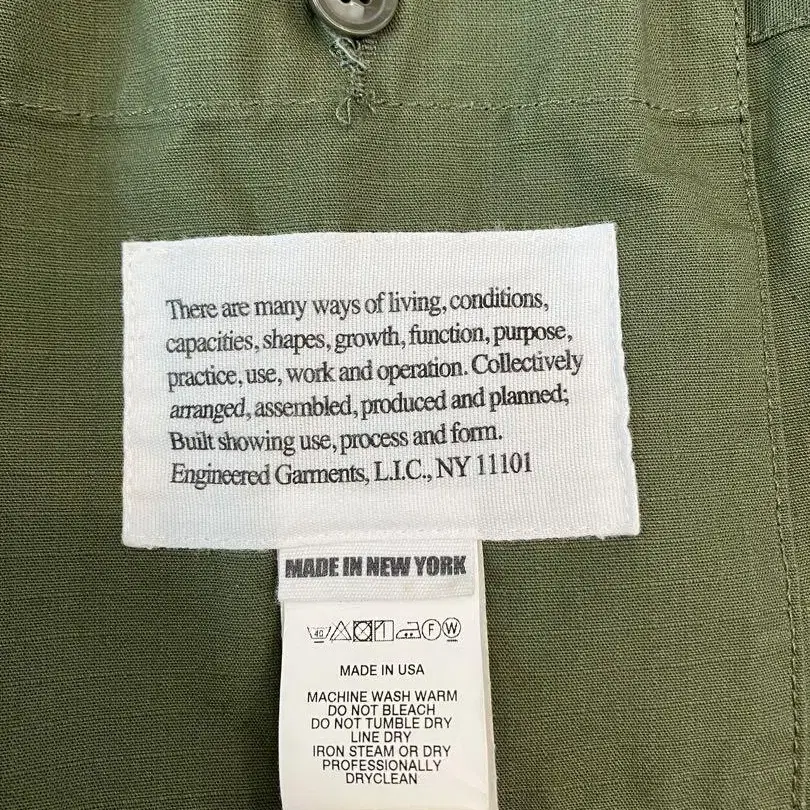 There are many ways of living, conditions,
capacities, shapes, growth, function, purpose,
practice, use, work and operation. Collectively
arranged, assembled, produced and planned;
Built showing use, process and form.
Engineered Garments, L.I.C., NY 11101
MADE IN NEW YORK
40 F W
MADE IN USA
MACHINE WASH WARM
DO NOT BLEACH
DO NOT TUMBLE DRY
LINE DRY
IRON STEAM OR DRY
PROFESSIONALLY
DRYCLEAN